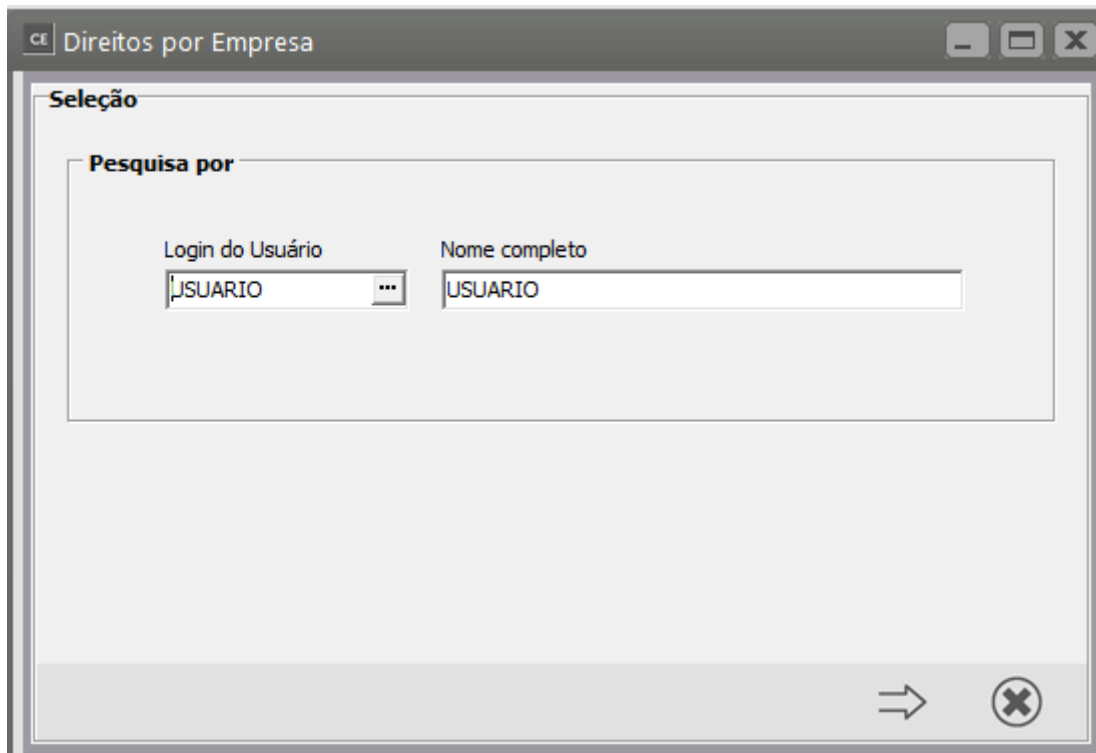 CE Direitos por Empresa
Seleção
Pesquisa por
Login do Usuário Nome completo
USUARIO ... USUARIO